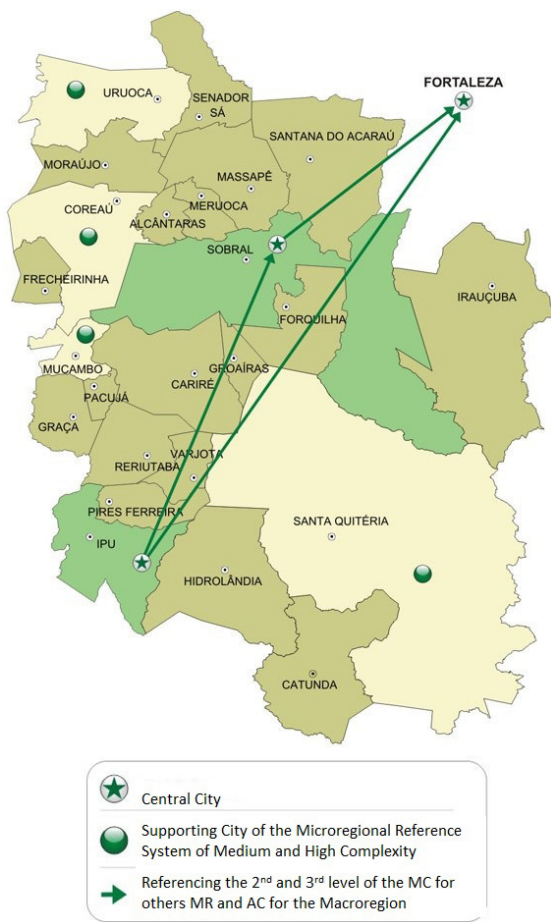 FORTALEZA
URUOCA
SENADOR
SÁ
SANTANA DO ACARAÚ
MORAÚJO
MASSAPÊ
MERUOCA
COREAÚ
ALCÂNTARAS
SOBRAL
FRECHEIRINHA
IRAUÇUBA
FORQUILHA
MUCAMBO
GROAÍRAS
CARIRÉ
PACUJÁ
GRAÇA
VARJOTA
RERIUTABA
PIRES FERREIRA
SANTA QUITÉRIA
IPU
HIDROLÂNDIA
CATUNDA
Central City
Supporting City of the Microregional Reference
System of Medium and High Complexity
Referencing the 2nd and 3rd level of the MC for
others MR and AC for the Macroregion